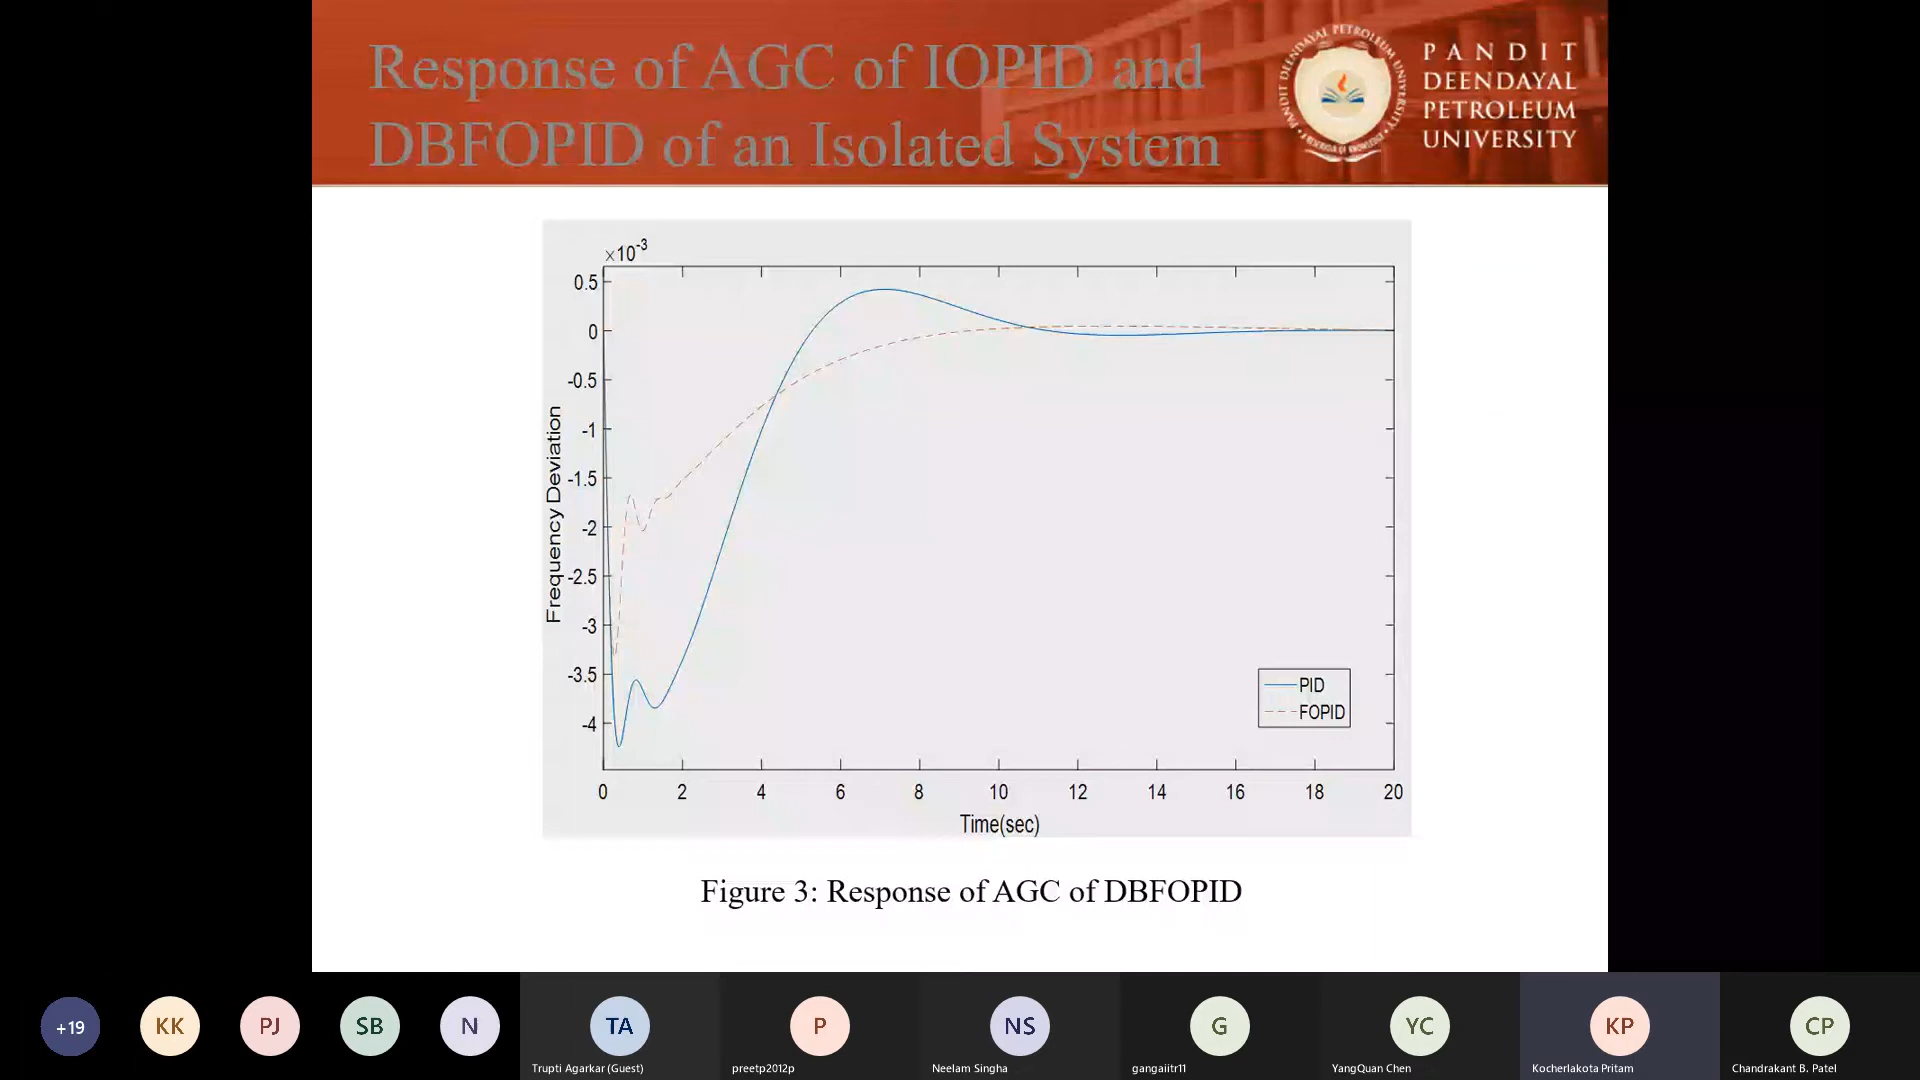 Response of AGC of IOPID and
DBFOPID of an Isolated System
PANDIT
DEENDAYAL
PETROLEUM
UNIVERSITY
×10-3
0.5
0
-0.5
-1
-1.5
-2
-2.5
-3
-3.5
-4
Frequency Deviation
PID
FOPID
0 2 4 6 8 10 12 14 16 18 20
Time(sec)
Figure 3: Response of AGC of DBFOPID
+19 KK PJ SB N TA P NS G YC KP CP
Trupti Agarkar (Guest) preetp2012p Neelam Singha gangaiitr11 YangQuan Chen Kocherlakota Pritam Chandrakant B. Patel